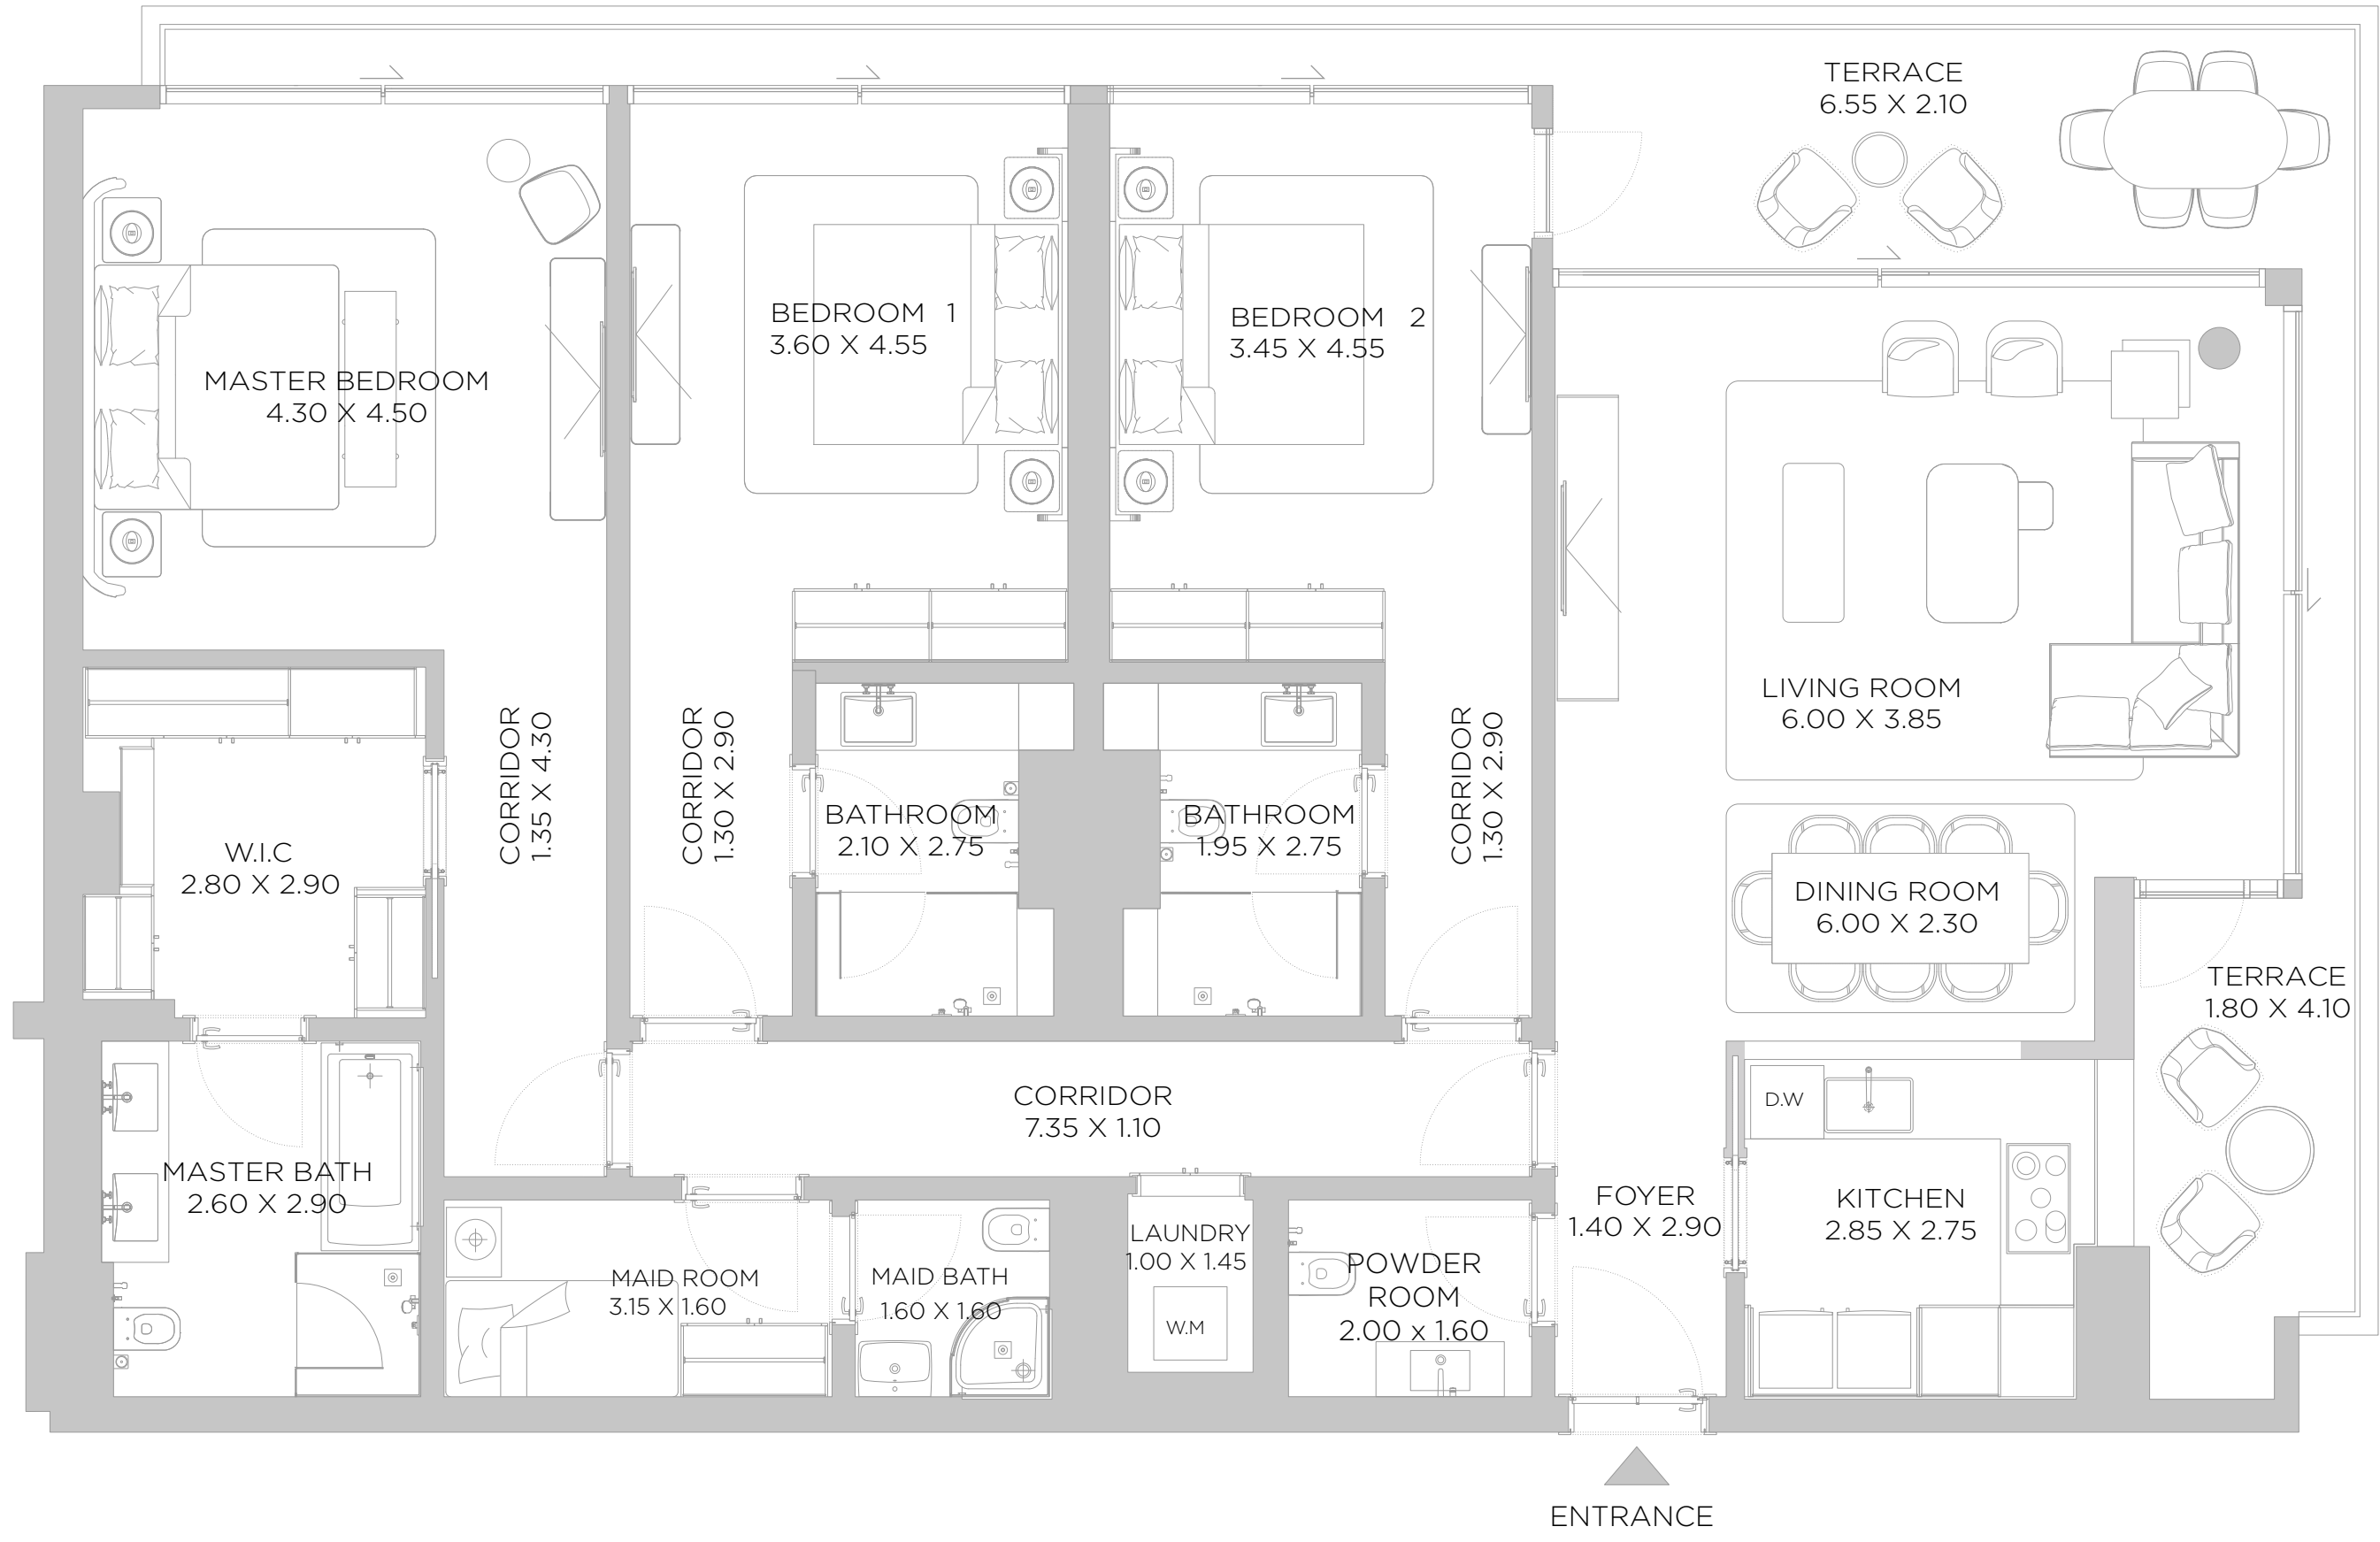 TERRACE
6.55 X 2.10
BEDROOM 1
3.60 X 4.55
BEDROOM 2
3.45 X 4.55
MASTER BEDROOM
4.30 X 4.50
LIVING ROOM
6.00 X 3.85
CORRIDOR
1.35 X 4.30
CORRIDOR
1.30 X 2.90
CORRIDOR
1.30 X 2.90
BATHROOM
2.10 X 2.75
BATHROOM
1.95 X 2.75
W.I.C
2.80 X 2.90
DINING ROOM
6.00 X 2.30
TERRACE
1.80 X 4.10
CORRIDOR
7.35 X 1.10
D.W
MASTER BATH
2.60 X 2.90
FOYER
1.40 X 2.90
KITCHEN
2.85 X 2.75
LAUNDRY
1.00 X 1.45
W.M
POWDER
ROOM
2.00 x 1.60
MAID ROOM
3.15 X 1.60
MAID BATH
1.60 X 1.60
ENTRANCE